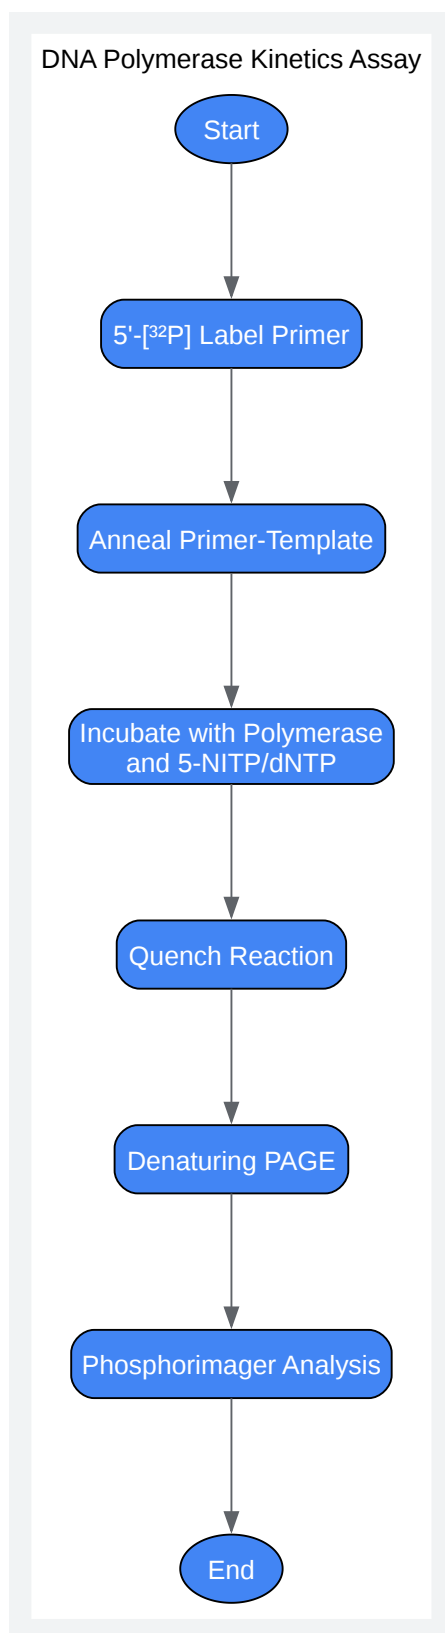 DNA Polymerase Kinetics Assay
Start
5'-[³²P] Label Primer
Anneal Primer-Template
Incubate with Polymerase
and 5-NITP/dNTP
Quench Reaction
Denaturing PAGE
Phosphorimager Analysis
End